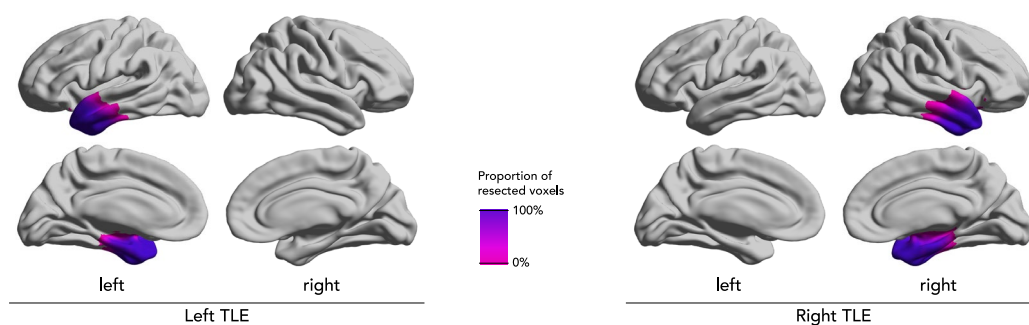 Proportion of
resected voxels
100%
0%
left
right
left
right
Left TLE
Right TLE